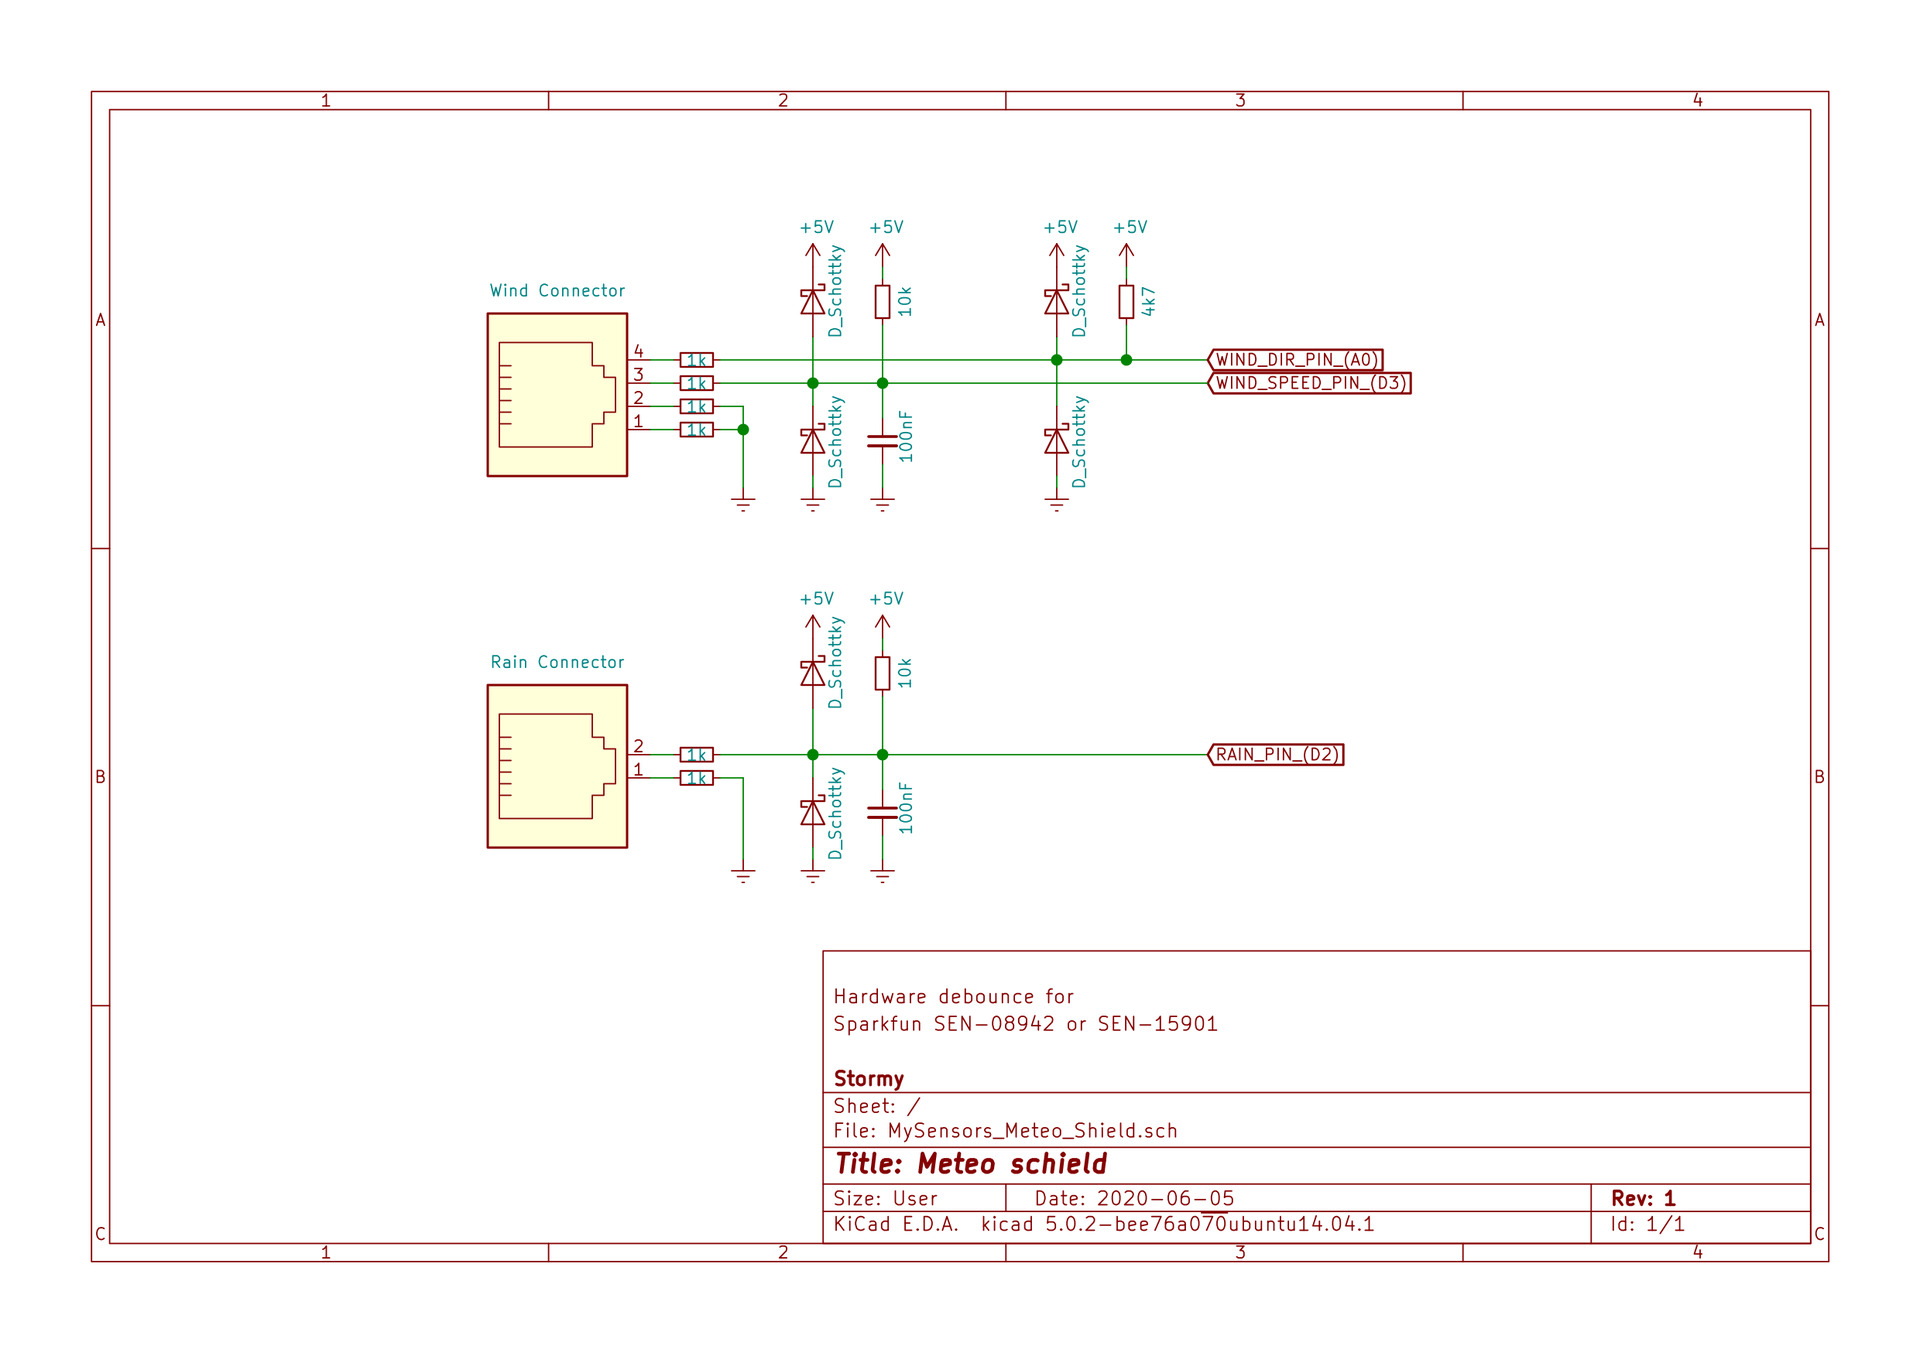 1 2 3 4
A A
+5V +5V +5V +5V
D_Schottky 10k D_Schottky 4k7
Wind Connector
4 1k WIND_DIR_PIN_(A0)
3 1k WIND_SPEED_PIN_(D3)
2 1k
1 1k
D_Schottky 100nF D_Schottky
+5V +5V
D_Schottky 10k
Rain Connector
2 1k RAIN_PIN_(D2)
1 1k
B B
D_Schottky 100nF
Hardware debounce for
Sparkfun SEN-08942 or SEN-15901
Stormy
Sheet: /
File: MySensors_Meteo_Shield.sch
Title: Meteo schield
Size: User Date: 2020-06-05 Rev: 1
KiCad E.D.A. kicad 5.0.2-bee76a070ubuntu14.04.1 Id: 1/1
C C
1 2 3 4